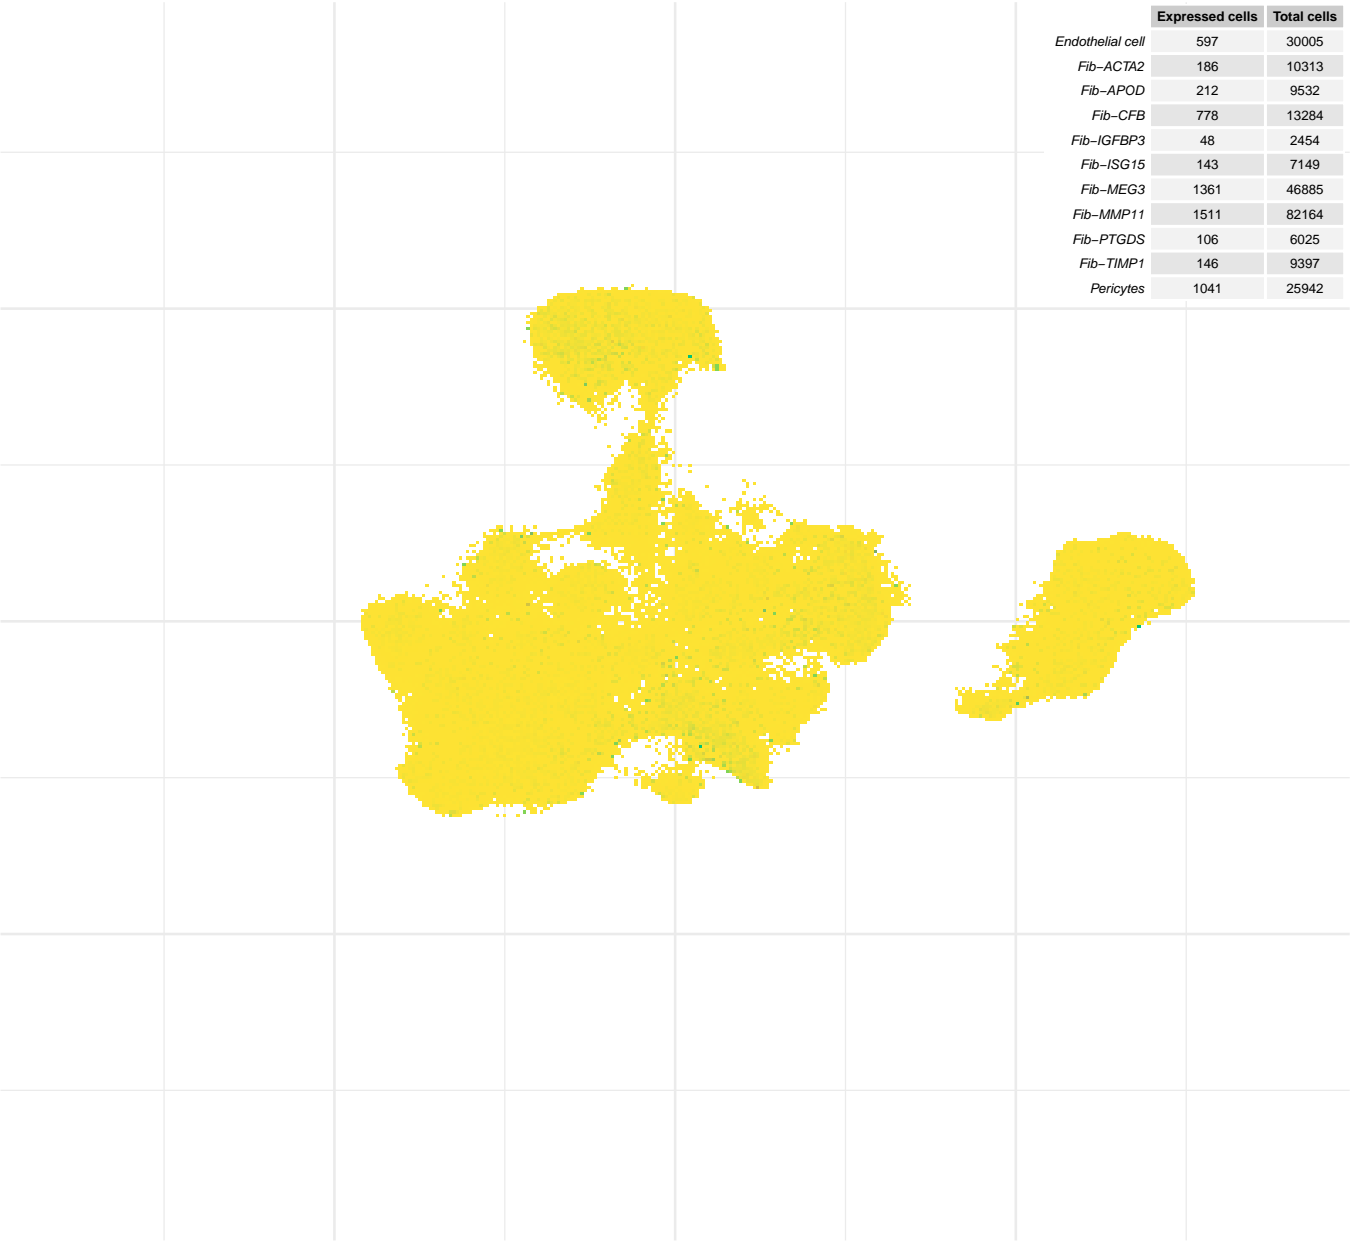 Expressed cells Total cells
Endothelial cell 597 30005
Fib−ACTA2 186 10313
Fib−APOD 212 9532
Fib−CFB 778 13284
Fib−IGFBP3 48 2454
Fib−ISG15 143 7149
Fib−MEG3 1361 46885
Fib−MMP11 1511 82164
Fib−PTGDS 106 6025
Fib−TIMP1 146 9397
Pericytes 1041 25942